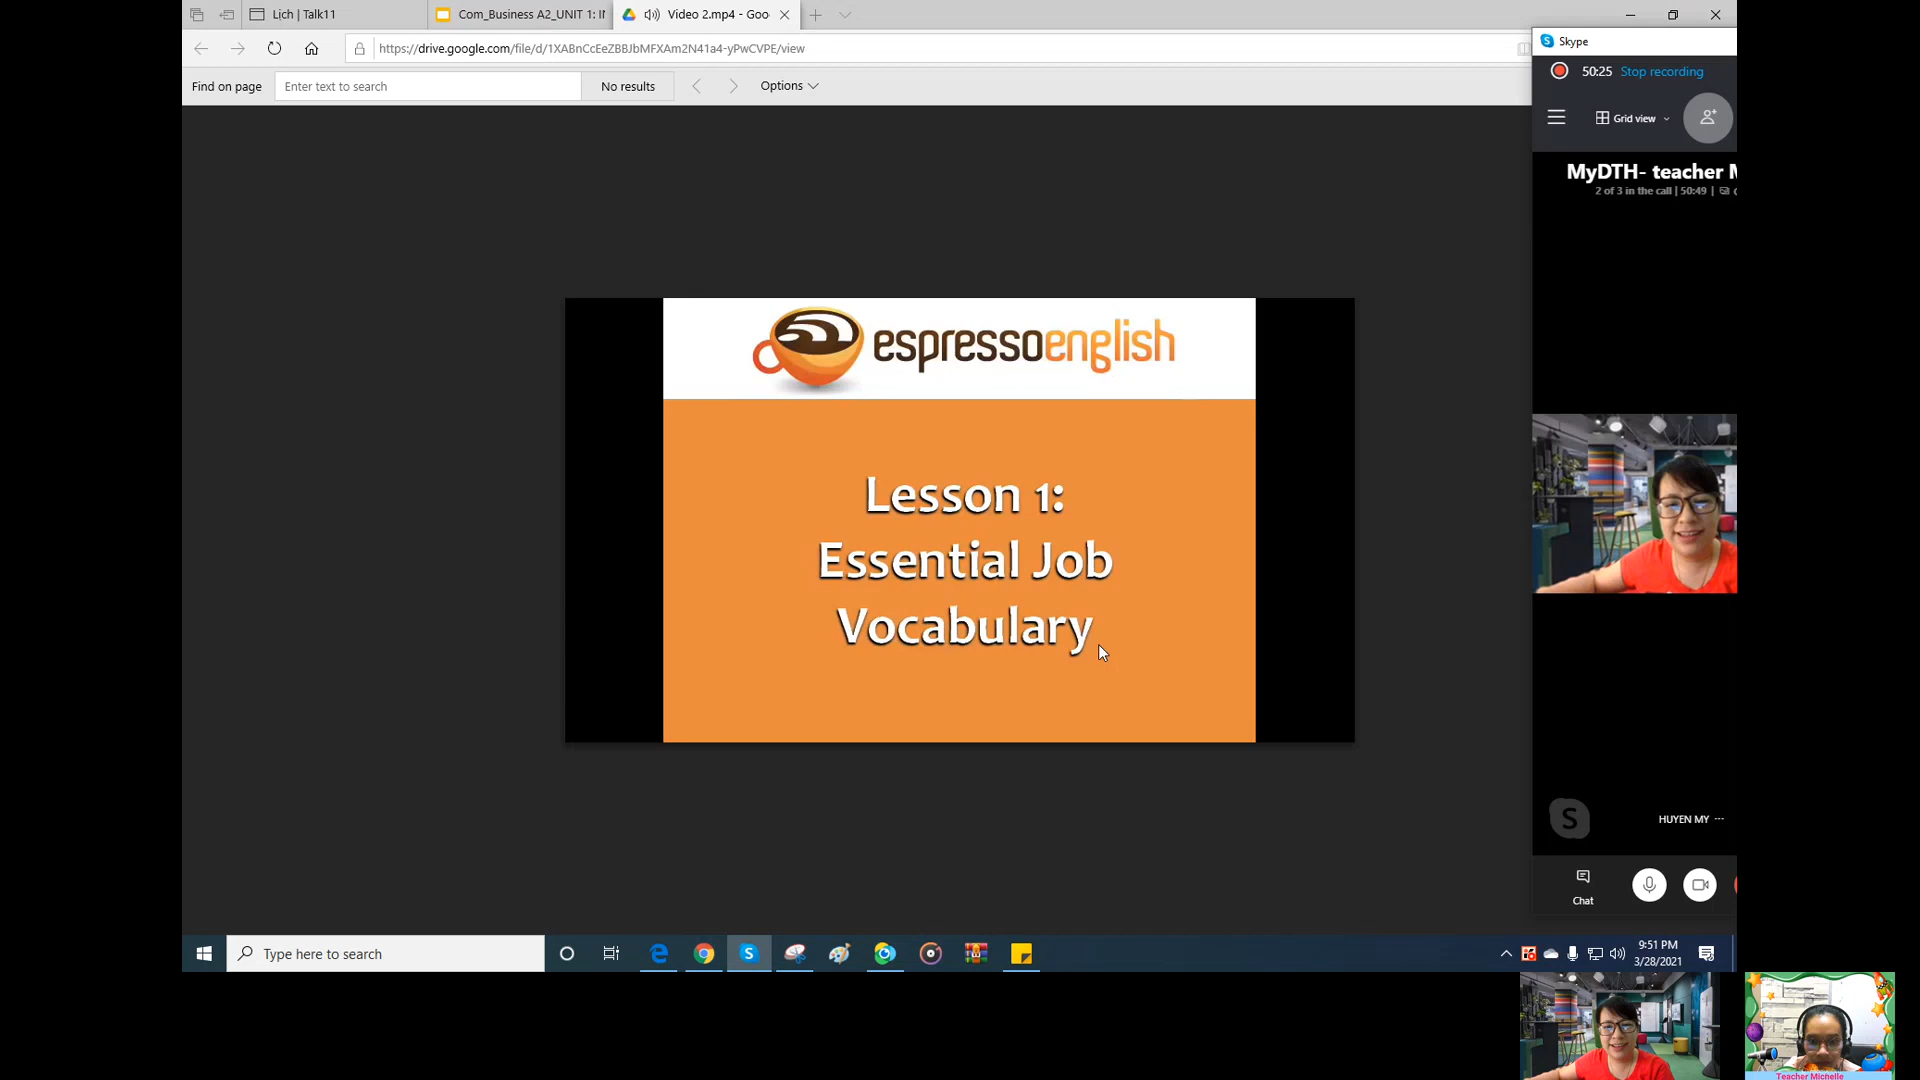 Lịch | Talk11
Com_Business A2_UNIT 1: I
Video 2.mp4 - Goo
https://drive.google.com/file/d/1XABnCcEeZBBJbMFXAm2N41a4-yPwCVPE/view
Find on page
Enter text to search
No results
Options
Skype
50:25 Stop recording
Grid view
MyDTH- teacher M
2 of 3 in the call | 50:49 |
espressoenglish
Lesson 1:
Essential Job
Vocabulary
HUYEN MY ...
Chat
Type here to search
9:51 PM
3/28/2021
Teacher Michelle